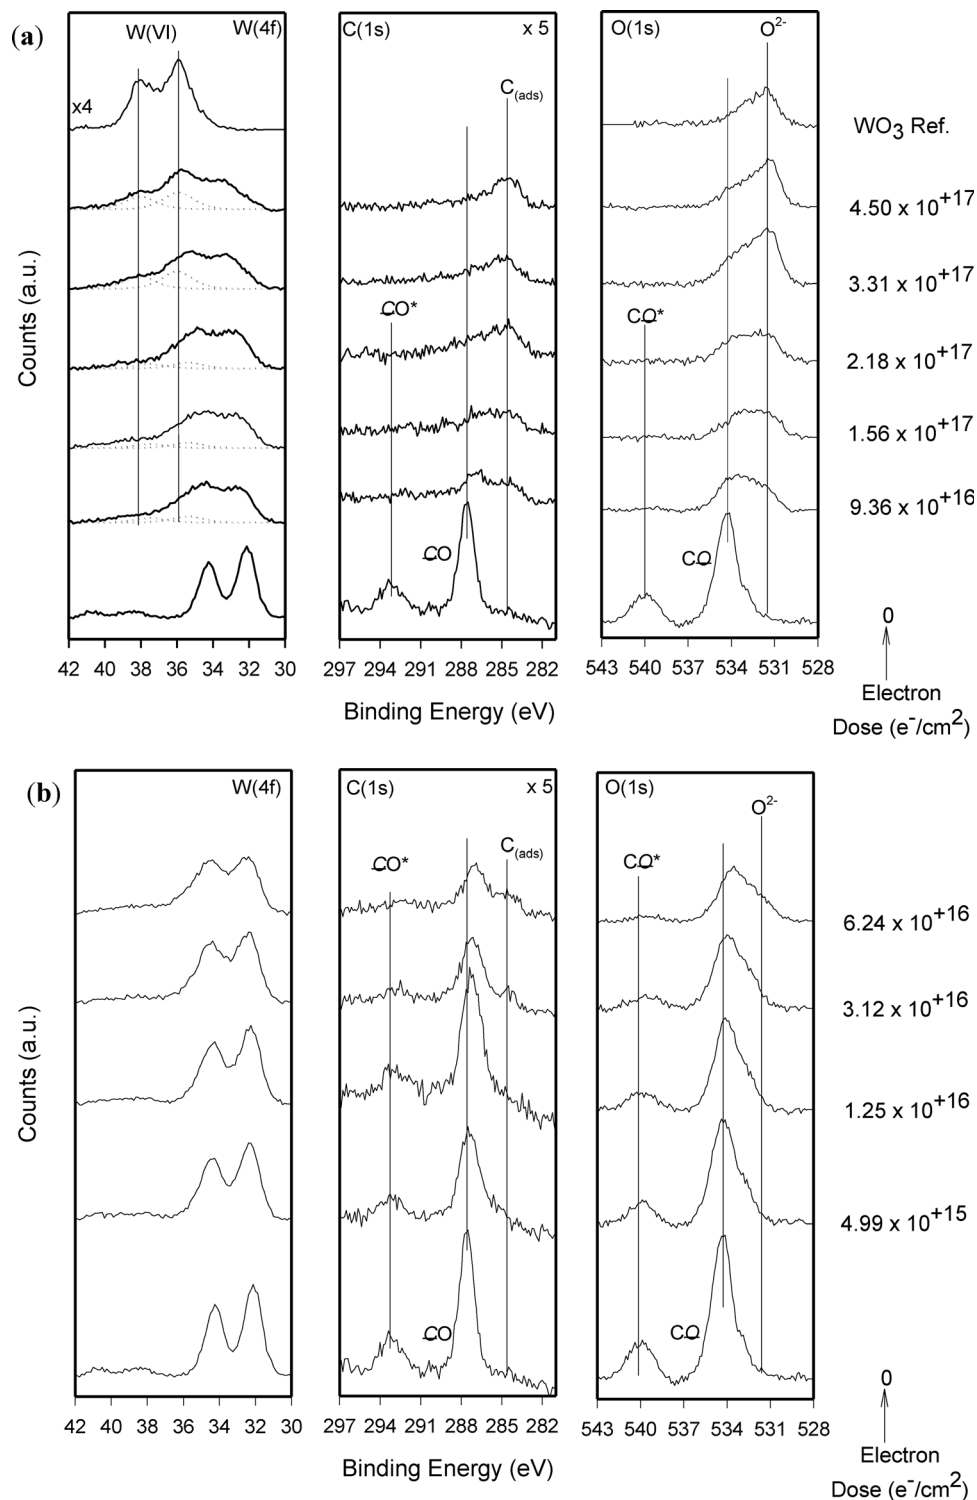 (a)
W(VI) W(4f)
x4
C(1s) x 5
C(ads)
CO*
CO
O(1s)
O2-
CO*
CO
WO3 Ref.
4.50 x 10+17
3.31 x 10+17
2.18 x 10+17
1.56 x 10+17
9.36 x 10+16
0
Electron
Dose (e-/cm2)
Counts (a.u.)
42 40 38 36 34 32 30
297 294 291 288 285 282
543 540 537 534 531 528
Binding Energy (eV)
(b)
W(4f)
C(1s) x 5
CO*
C(ads)
CO
O(1s)
O2-
CO*
CO
6.24 x 10+16
3.12 x 10+16
1.25 x 10+16
4.99 x 10+15
0
Electron
Dose (e-/cm2)
Counts (a.u.)
42 40 38 36 34 32 30
297 294 291 288 285 282
543 540 537 534 531 528
Binding Energy (eV)